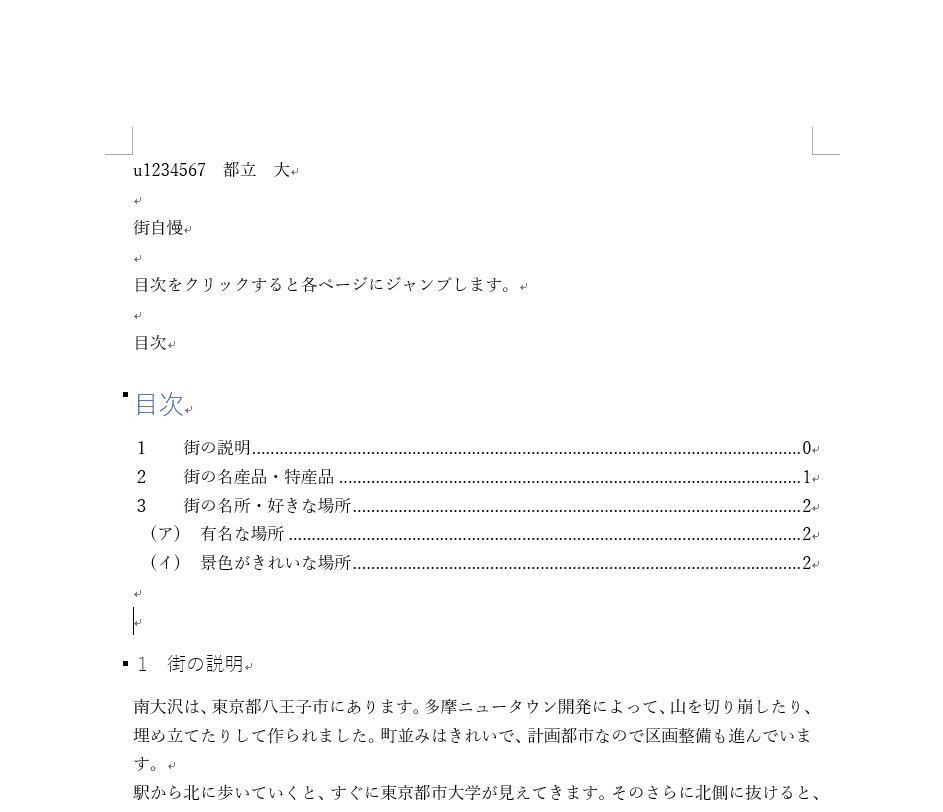 u1234567　都立　大
街自慢
目次をクリックすると各ページにジャンプします。
目次
目次
1　街の説明........................0
2　街の名産品・特産品........................1
3　街の名所・好きな場所........................2
（ア）　有名な場所........................2
（イ）　景色がきれいな場所........................2
1　街の説明
南大沢は、東京都八王子市にあります。多摩ニュータウン開発によって、山を切り崩したり、
埋め立てたりして作られました。町並みはきれいで、計画都市なので区画整備も進んでいま
す。
駅から北に歩いていくと、すぐに東京都市大学が見えてきます。そのさらに北側に抜けると、